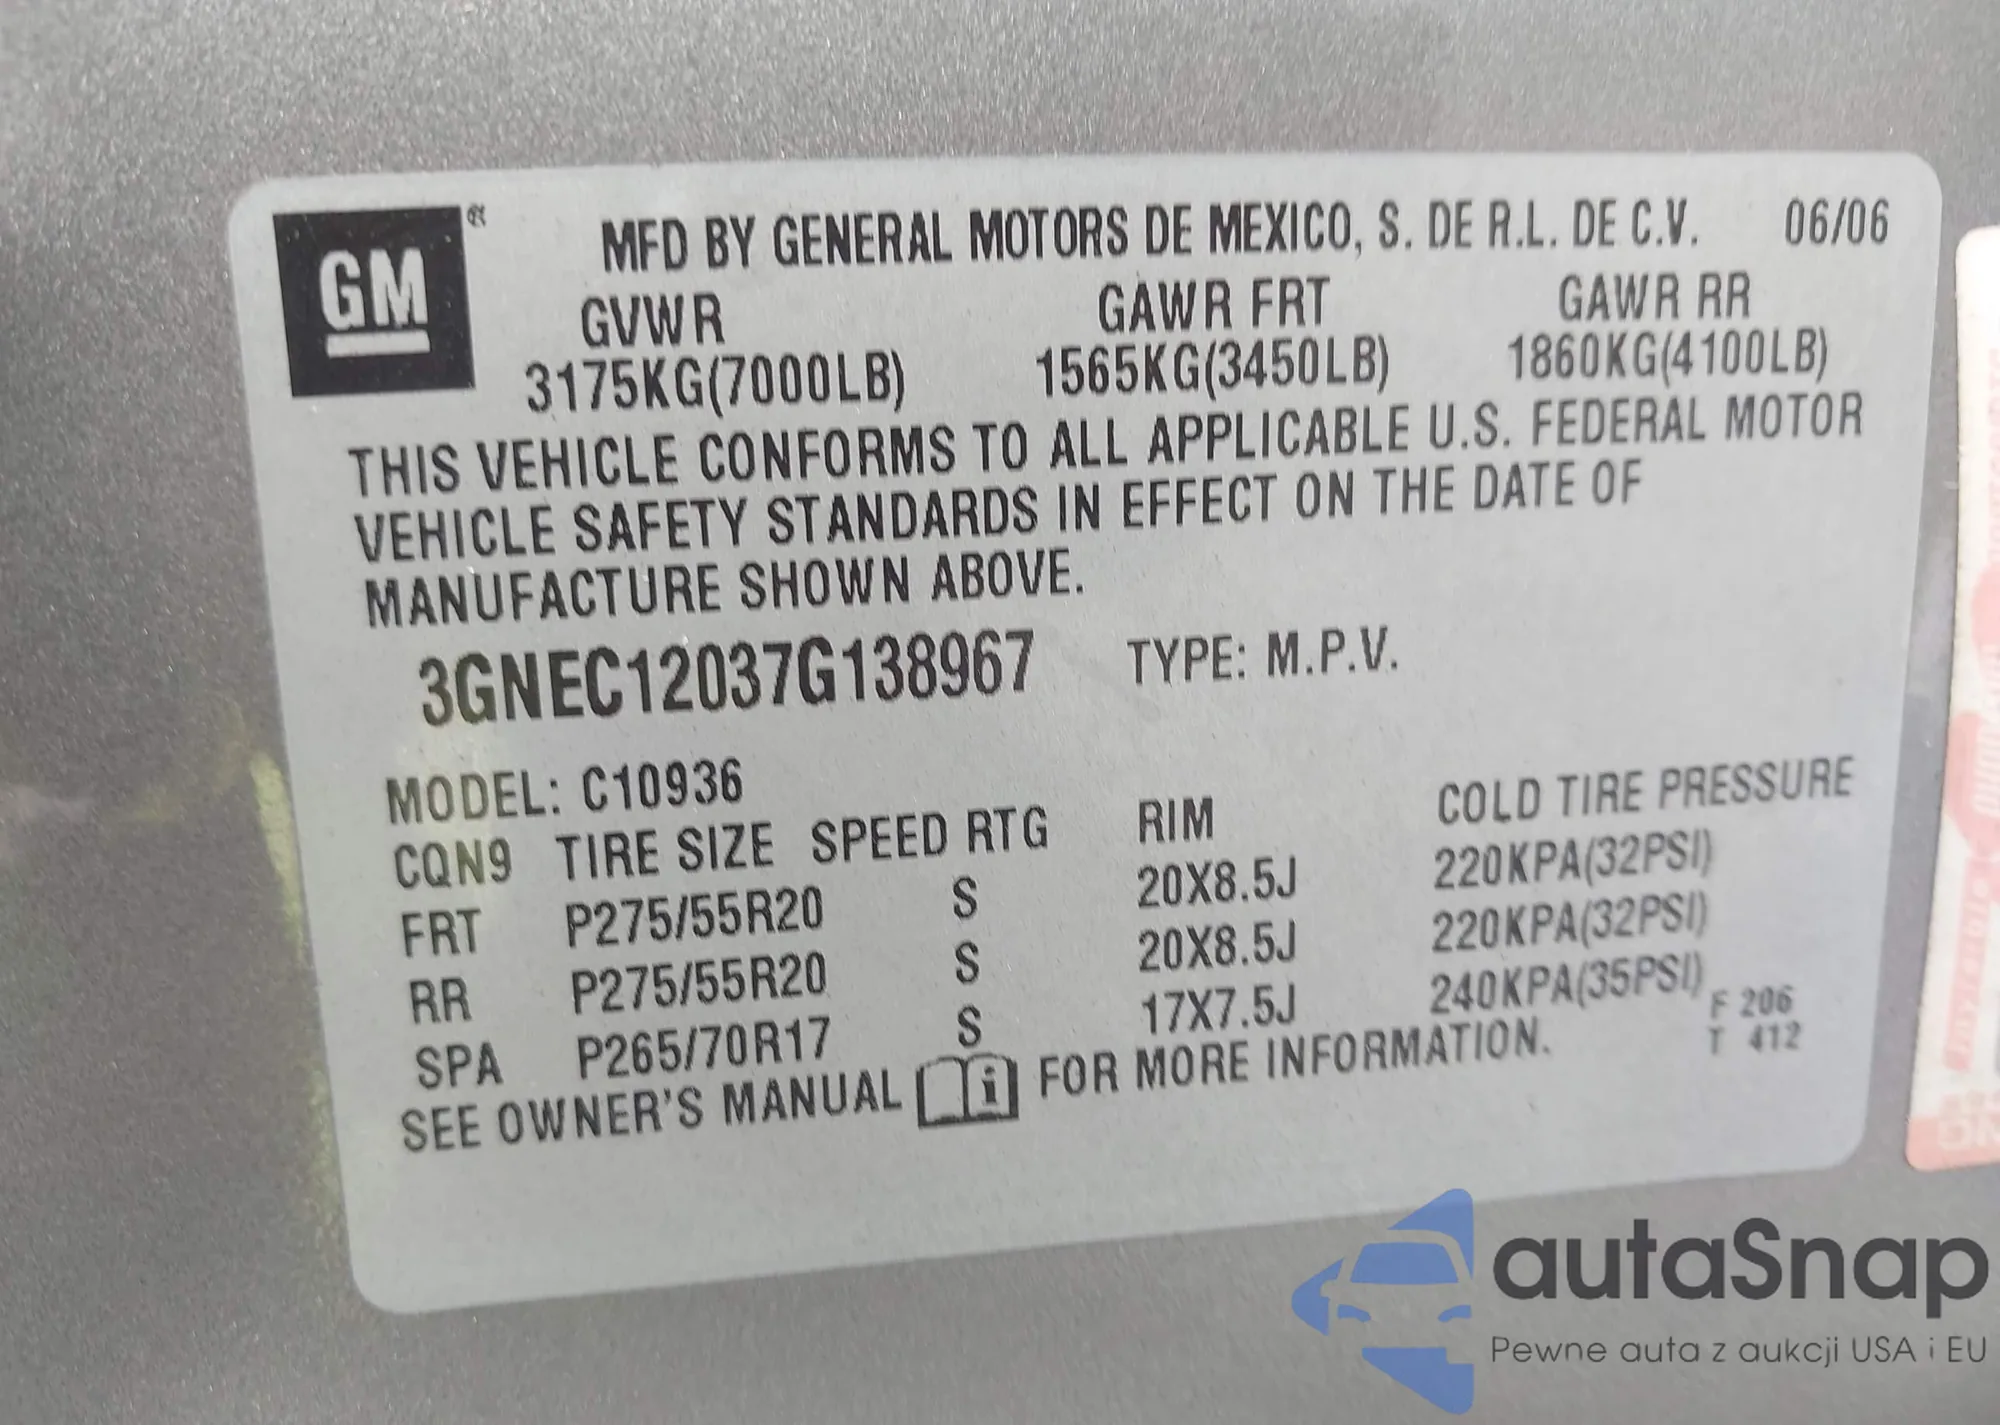 GM®
MFD BY GENERAL MOTORS DE MEXICO, S. DE R.L. DE C.V. 06/06
GVWR GAWR FRT GAWR RR
3175KG(7000LB) 1565KG(3450LB) 1860KG(4100LB)
THIS VEHICLE CONFORMS TO ALL APPLICABLE U.S. FEDERAL MOTOR
VEHICLE SAFETY STANDARDS IN EFFECT ON THE DATE OF
MANUFACTURE SHOWN ABOVE.
3GNEC12037G138967 TYPE: M.P.V.
MODEL: C10936
CQN9 TIRE SIZE SPEED RTG RIM COLD TIRE PRESSURE
FRT P275/55R20 S 20X8.5J 220KPA(32PSI)
RR P275/55R20 S 20X8.5J 220KPA(32PSI)
SPA P265/70R17 S 17X7.5J 240KPA(35PSI)
F 206
T 412
SEE OWNER'S MANUAL i FOR MORE INFORMATION.
autaSnap
Pewne auta z aukcji USA i EU